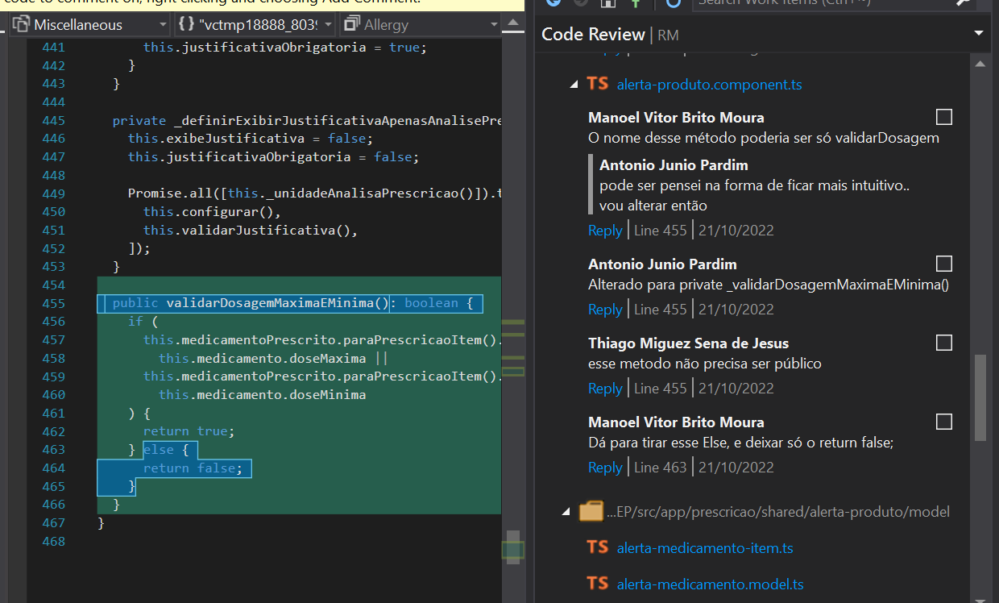 code to comment on, right clicking and choosing Add Comment.
Miscellaneous
{ } "vctmp18888_803
Allergy
441 this.justificativaObrigatoria = true;
442 }
443 }
444
445 private _definirExibirJustificativaApenasAnalisePre
446 this.exibeJustificativa = false;
447 this.justificativaObrigatoria = false;
448
449 Promise.all([this._unidadeAnalisaPrescricao()]).t
450 this.configurar(),
451 this.validarJustificativa(),
452 ]);
453 }
454
455 public validarDosagemMaximaEMinima(): boolean {
456 if (
457 this.medicamentoPrescrito.paraPrescricaoItem().
458 this.medicamento.doseMaxima ||
459 this.medicamentoPrescrito.paraPrescricaoItem().
460 this.medicamento.doseMinima
461 ) {
462 return true;
463 } else {
464 return false;
465 }
466 }
467 }
468
Search Work Items (Ctrl+~)
Code Review | RM
TS alerta-produto.component.ts
Manoel Vitor Brito Moura
O nome desse método poderia ser só validarDosagem
Antonio Junio Pardim
pode ser pensei na forma de ficar mais intuitivo..
vou alterar então
Reply | Line 455 | 21/10/2022
Antonio Junio Pardim
Alterado para private _validarDosagemMaximaEMinima()
Reply | Line 455 | 21/10/2022
Thiago Miguez Sena de Jesus
esse metodo não precisa ser público
Reply | Line 455 | 21/10/2022
Manoel Vitor Brito Moura
Dá para tirar esse Else, e deixar só o return false;
Reply | Line 463 | 21/10/2022
...EP/src/app/prescricao/shared/alerta-produto/model
TS alerta-medicamento-item.ts
TS alerta-medicamento.model.ts